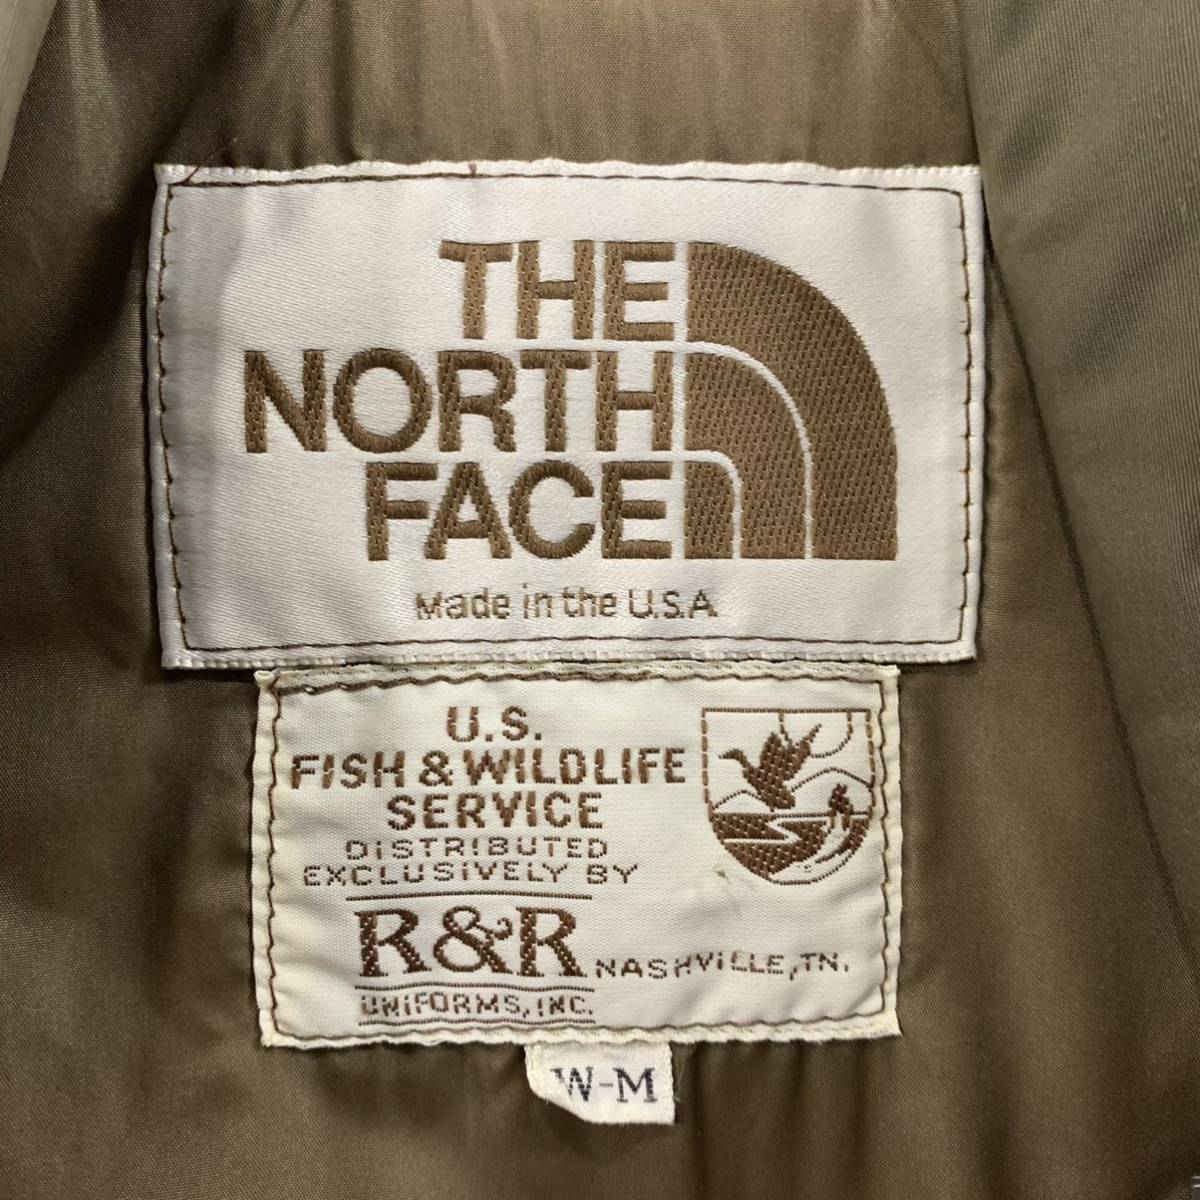 THE
NORTH
FACE
Made in the U.S.A
U.S.
FISH & WILDLIFE
SERVICE
DISTRIBUTED
EXCLUSIVELY BY
R&R
NASHVILLE, TN.
UNIFORMS, INC.
W-M